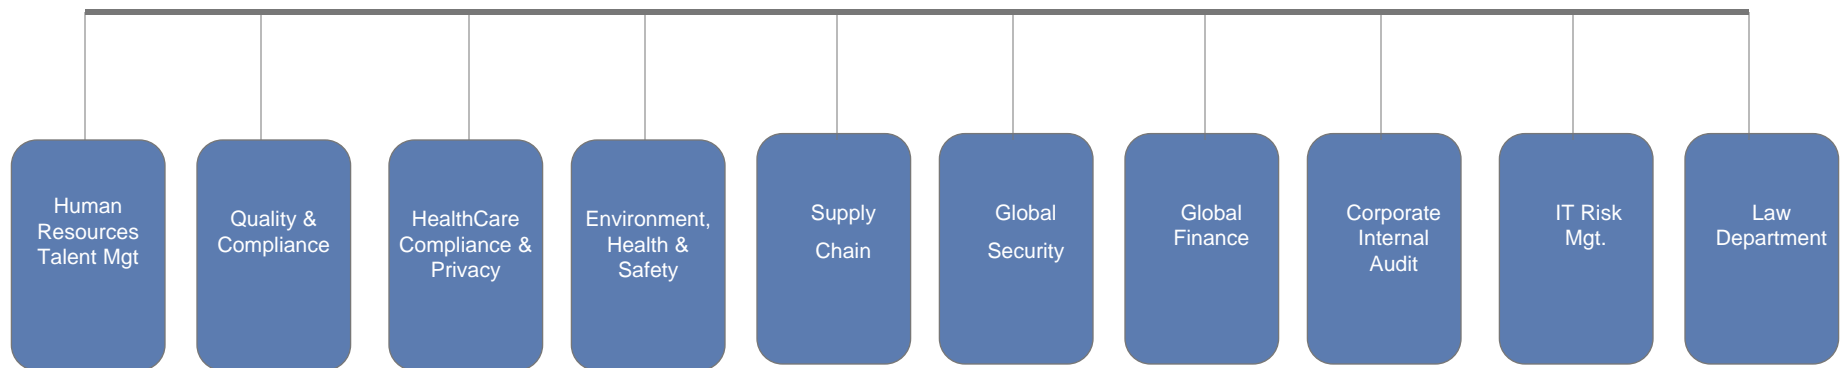 Human
Resources
Talent Mgt
Quality &
Compliance
HealthCare
Compliance &
Privacy
Environment,
Health &
Safety
Supply
Chain
Global
Security
Global
Finance
Corporate
Internal
Audit
IT Risk
Mgt.
Law
Department